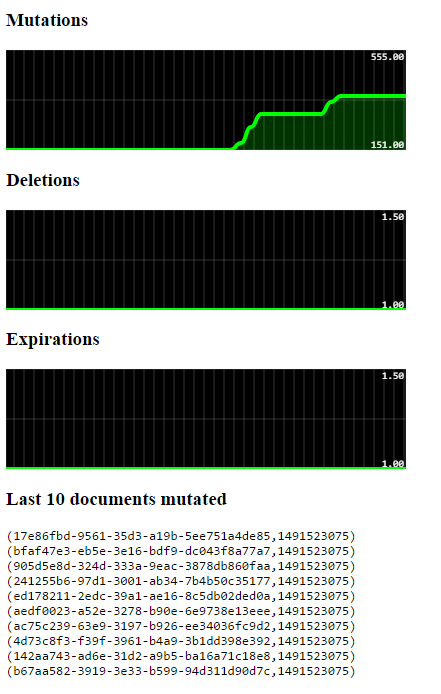 Mutations
555.00
151.00
Deletions
1.50
1.00
Expirations
1.50
1.00
Last 10 documents mutated
(17e86fbd-9561-35d3-a19b-5ee751a4de85,1491523075)
(bfaf47e3-eb5e-3e16-bdf9-dc043f8a77a7,1491523075)
(905d5e8d-324d-333a-9eac-3878db860faa,1491523075)
(241255b6-97d1-3001-ab34-7b4b50c35177,1491523075)
(ed178211-2edc-39a1-ae16-8c5db02ded0a,1491523075)
(aedf0023-a52e-3278-b90e-6e9738e13eee,1491523075)
(ac75c239-63e9-3197-b926-ee34036fc9d2,1491523075)
(4d73c8f3-f39f-3961-b4a9-3b1dd398e392,1491523075)
(142aa743-ad6e-31d2-a9b5-ba16a71c18e8,1491523075)
(b67aa582-3919-3e33-b599-94d311d90d7c,1491523075)